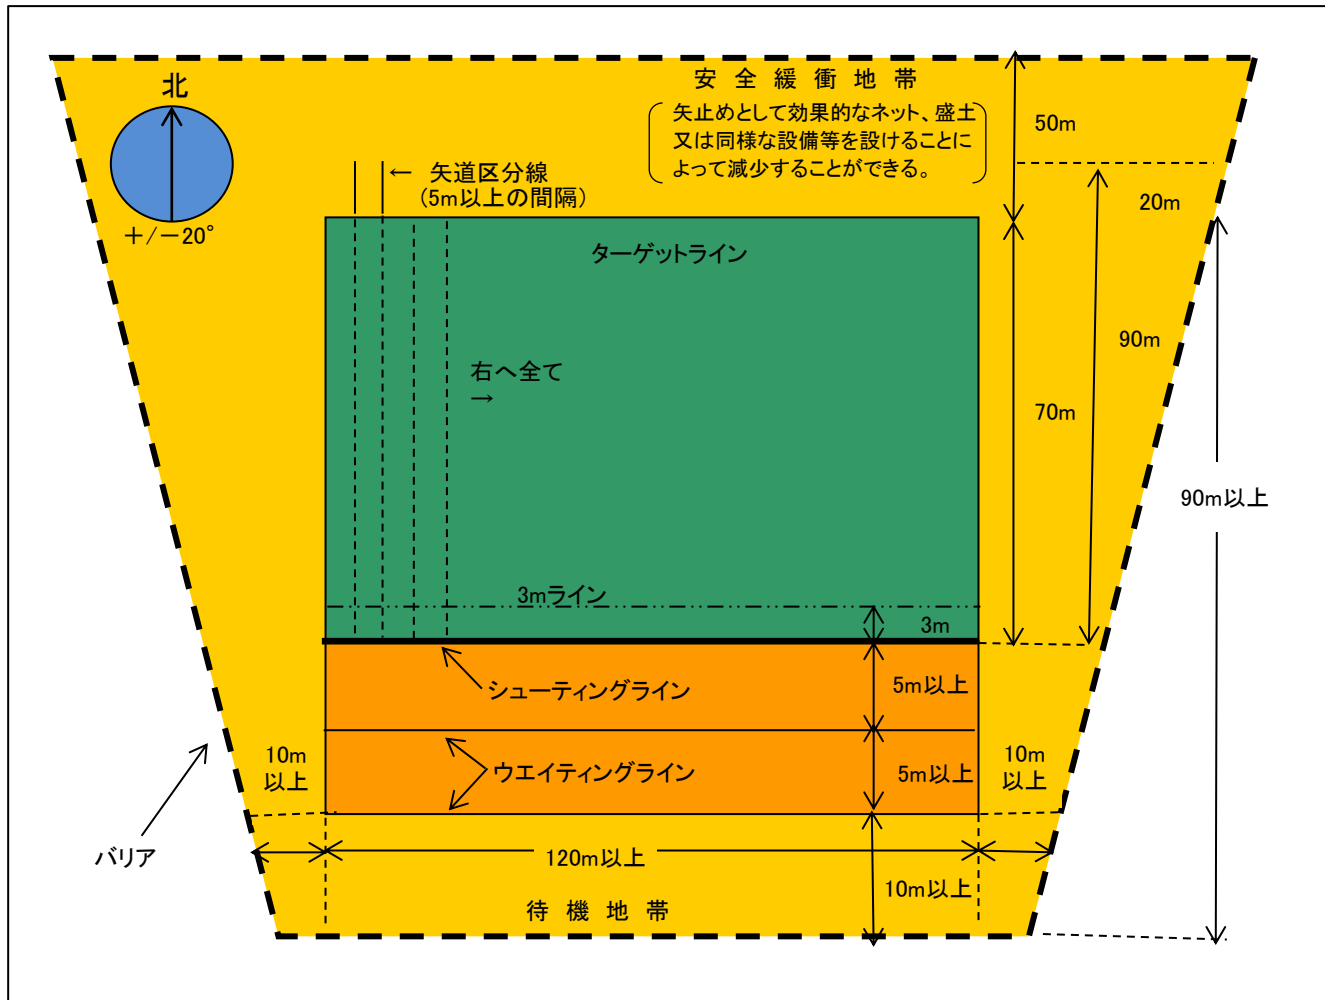 北
＋/－20°
安全緩衝地帯
矢止めとして効果的なネット、盛土
又は同様な設備等を設けることに
よって減少することができる。
50m
← 矢道区分線
（5m以上の間隔）
20m
ターゲットライン
90m
右へ全て
→
70m
90m以上
3mライン
3m
シューティングライン
5m以上
10m
以上
ウエイティングライン
5m以上
10m
以上
バリア
120m以上
10m以上
待機地帯